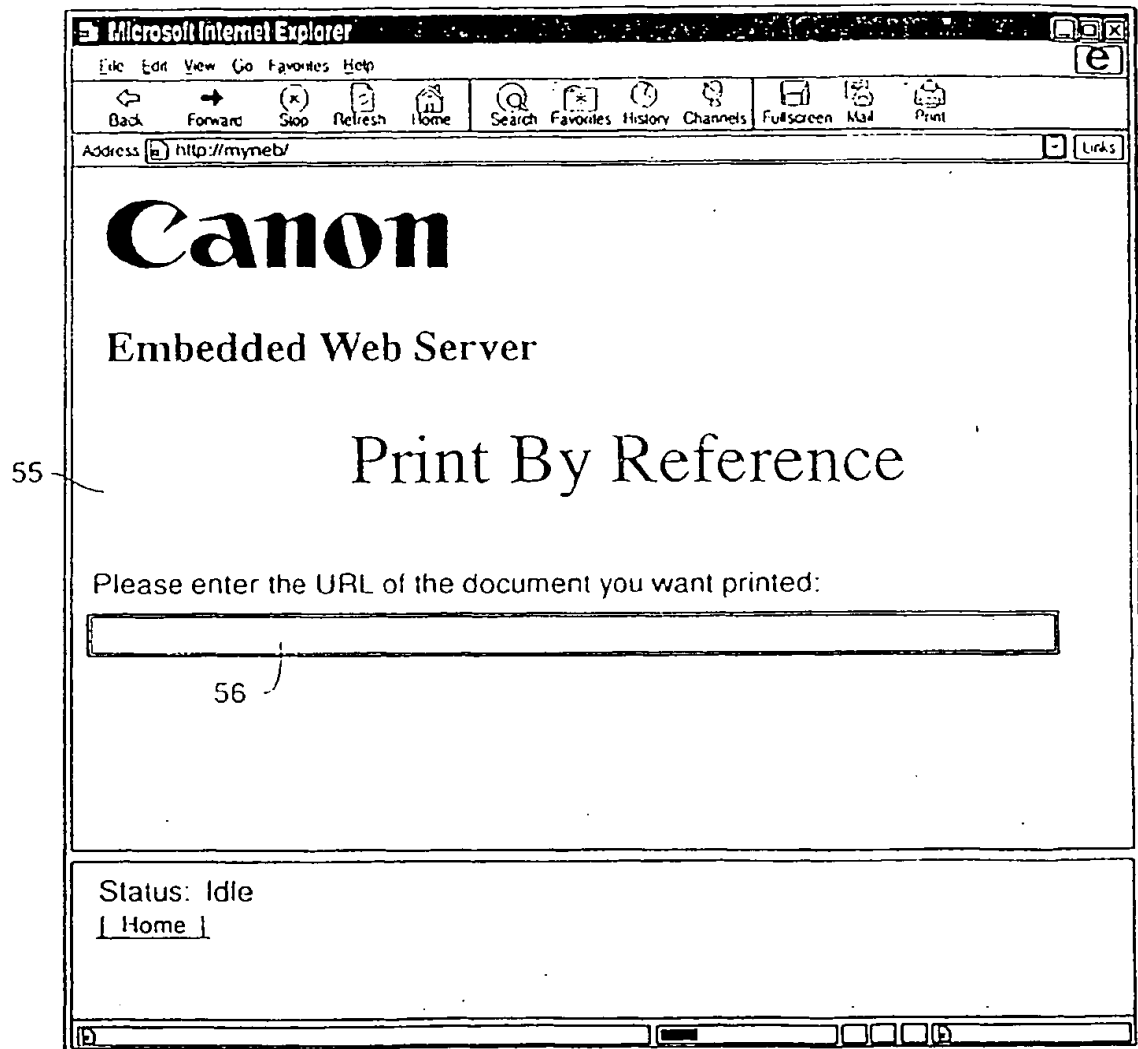 Microsoft Internet Explorer
File Edit View Go Favorites Help
Back Forward Stop Refresh Home Search Favorites History Channels Fullscreen Mail Print
Address http://myneb/ Links
Canon
Embedded Web Server
Print By Reference
55
Please enter the URL of the document you want printed:
56
Status: Idle
[ Home ]